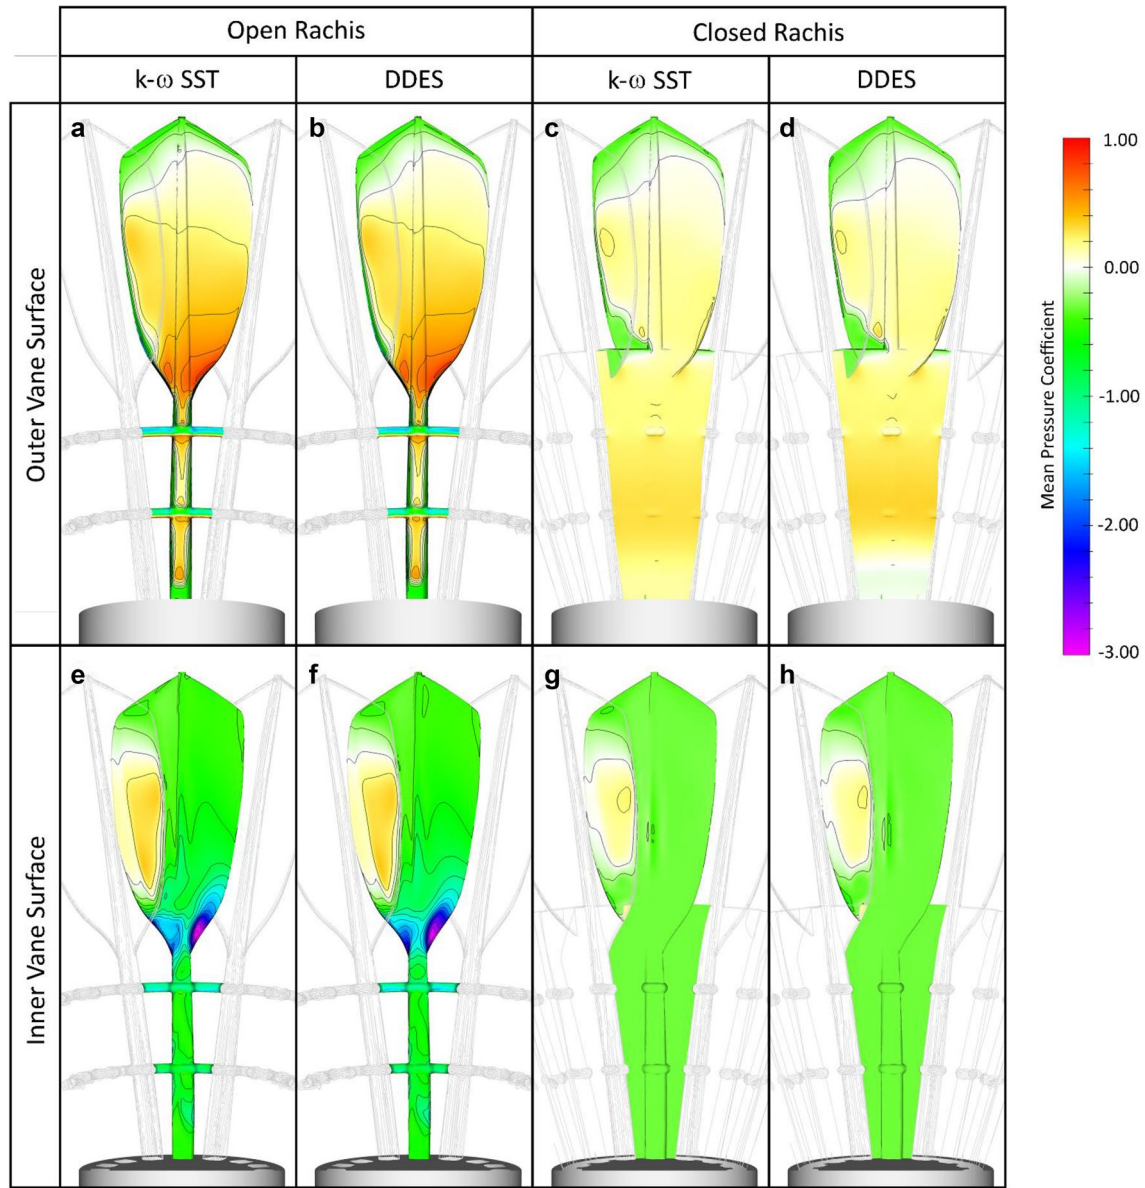 Open Rachis
Closed Rachis
k-ω SST
DDES
k-ω SST
DDES
Outer Vane Surface
a
b
c
d
Inner Vane Surface
e
f
g
h
Mean Pressure Coefficient
1.00
0.00
-1.00
-2.00
-3.00